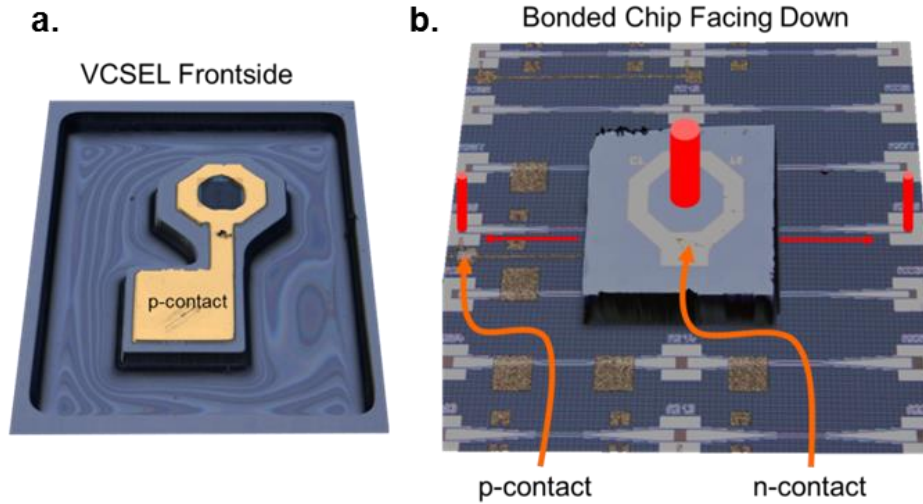 a.
VCSEL Frontside
p-contact
b.
Bonded Chip Facing Down
p-contact
n-contact